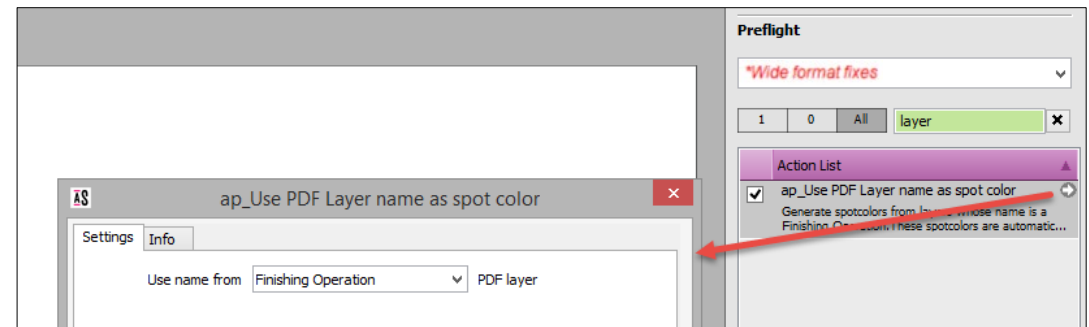 Preflight
*Wide format fixes
1 0 All layer
Action List
ap_Use PDF Layer name as spot color
Generate spotcolors from layers whose name is a
Finishing Operation. These spotcolors are automatic...
AS ap_Use PDF Layer name as spot color
Settings Info
Use name from Finishing Operation PDF layer